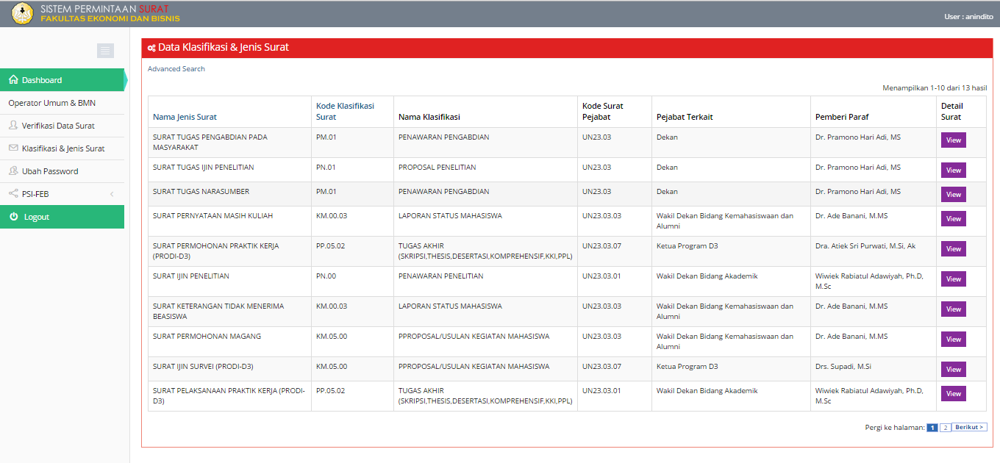 SISTEM PERMINTAAN SURAT
FAKULTAS EKONOMI DAN BISNIS
User : anindito
Dashboard
Operator Umum & BMN
Verifikasi Data Surat
Klasifikasi & Jenis Surat
Ubah Password
PSI-FEB
Logout
Data Klasifikasi & Jenis Surat
Advanced Search
Menampilkan 1-10 dari 13 hasil
Nama Jenis Surat
Kode Klasifikasi
Surat
Nama Klasifikasi
Kode Surat
Pejabat
Pejabat Terkait
Pemberi Paraf
Detail
Surat
SURAT TUGAS PENGABDIAN PADA
MASYARAKAT
PM.01
PENAWARAN PENGABDIAN
UN23.03
Dekan
Dr. Pramono Hari Adi, MS
View
SURAT TUGAS IJIN PENELITIAN
PN.01
PROPOSAL PENELITIAN
UN23.03
Dekan
Dr. Pramono Hari Adi, MS
View
SURAT TUGAS NARASUMBER
PM.01
PENAWARAN PENGABDIAN
UN23.03
Dekan
Dr. Pramono Hari Adi, MS
View
SURAT PERNYATAAN MASIH KULIAH
KM.00.03
LAPORAN STATUS MAHASISWA
UN23.03.03
Wakil Dekan Bidang Kemahasiswaan dan
Alumni
Dr. Ade Banani, M.MS
View
SURAT PERMOHONAN PRAKTIK KERJA
(PRODI-D3)
PP.05.02
TUGAS AKHIR
(SKRIPSI,THESIS,DESERTASI,KOMPREHENSIF,KKI,PPL)
UN23.03.07
Ketua Program D3
Dra. Atiek Sri Purwati, M.Si, Ak
View
SURAT IJIN PENELITIAN
PN.00
PENAWARAN PENELITIAN
UN23.03.01
Wakil Dekan Bidang Akademik
Wiwiek Rabiatul Adawiyah, Ph.D,
M.Sc
View
SURAT KETERANGAN TIDAK MENERIMA
BEASISWA
KM.00.03
LAPORAN STATUS MAHASISWA
UN23.03.03
Wakil Dekan Bidang Kemahasiswaan dan
Alumni
Dr. Ade Banani, M.MS
View
SURAT PERMOHONAN MAGANG
KM.05.00
PPROPOSAL/USULAN KEGIATAN MAHASISWA
UN23.03.03
Wakil Dekan Bidang Kemahasiswaan dan
Alumni
Dr. Ade Banani, M.MS
View
SURAT IJIN SURVEI (PRODI-D3)
KM.05.00
PPROPOSAL/USULAN KEGIATAN MAHASISWA
UN23.03.07
Ketua Program D3
Drs. Supadi, M.Si
View
SURAT PELAKSANAAN PRAKTIK KERJA (PRODI-
D3)
PP.05.02
TUGAS AKHIR
(SKRIPSI,THESIS,DESERTASI,KOMPREHENSIF,KKI,PPL)
UN23.03.01
Wakil Dekan Bidang Akademik
Wiwiek Rabiatul Adawiyah, Ph.D,
M.Sc
View
Pergi ke halaman: 1 2 Berikut >